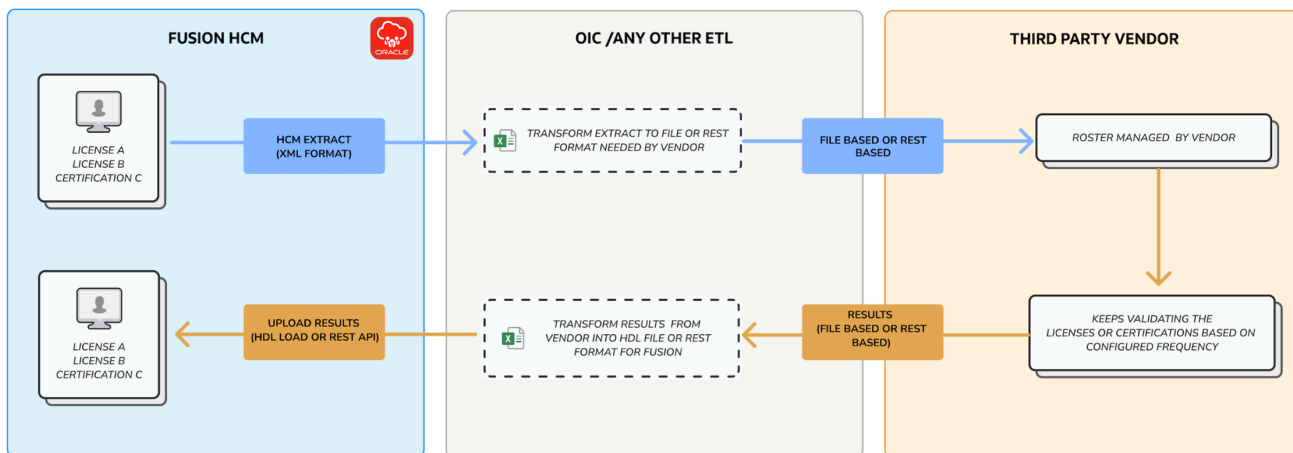 FUSION HCM
ORACLE
OIC /ANY OTHER ETL
THIRD PARTY VENDOR
LICENSE A
LICENSE B
CERTIFICATION C
HCM EXTRACT
(XML FORMAT)
TRANSFORM EXTRACT TO FILE OR REST
FORMAT NEEDED BY VENDOR
FILE BASED OR REST
BASED
ROSTER MANAGED BY VENDOR
LICENSE A
LICENSE B
CERTIFICATION C
UPLOAD RESULTS
(HDL LOAD OR REST API)
TRANSFORM RESULTS FROM
VENDOR INTO HDL FILE OR REST
FORMAT FOR FUSION
RESULTS
(FILE BASED OR REST
BASED)
KEEPS VALIDATING THE
LICENSES OR CERTIFICATIONS BASED ON
CONFIGURED FREQUENCY